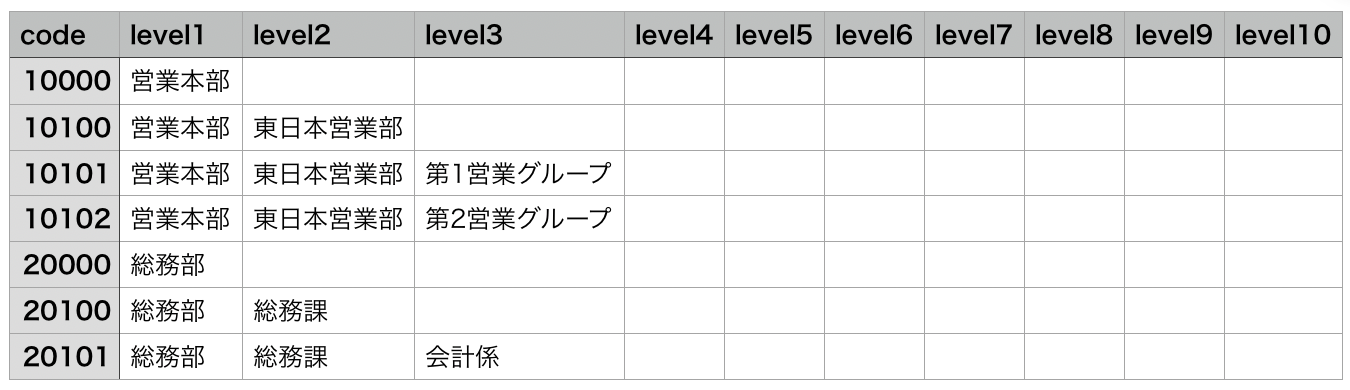 code level1 level2 level3 level4 level5 level6 level7 level8 level9 level10
10000 営業本部
10100 営業本部 東日本営業部
10101 営業本部 東日本営業部 第1営業グループ
10102 営業本部 東日本営業部 第2営業グループ
20000 総務部
20100 総務部 総務課
20101 総務部 総務課 会計係